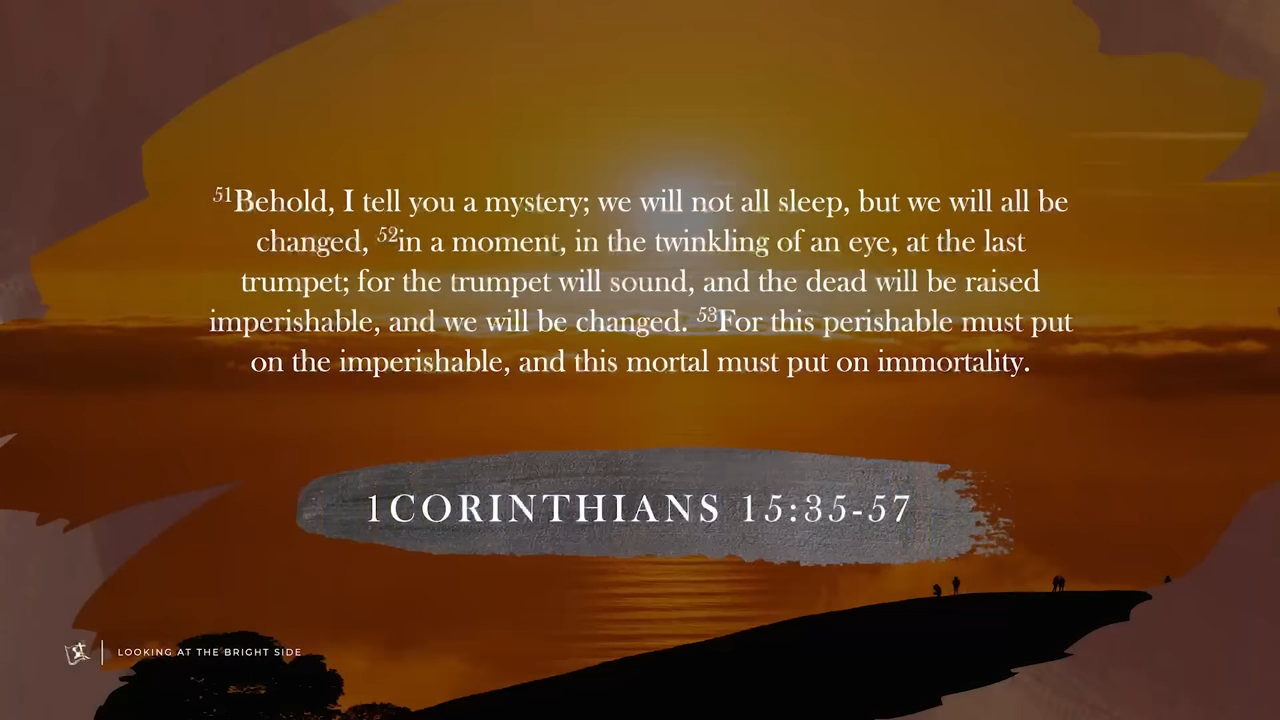 51Behold, I tell you a mystery; we will not all sleep, but we will all be
changed, 52in a moment, in the twinkling of an eye, at the last
trumpet; for the trumpet will sound, and the dead will be raised
imperishable, and we will be changed. 53For this perishable must put
on the imperishable, and this mortal must put on immortality.
1CORINTHIANS 15:35-57
LOOKING AT THE BRIGHT SIDE